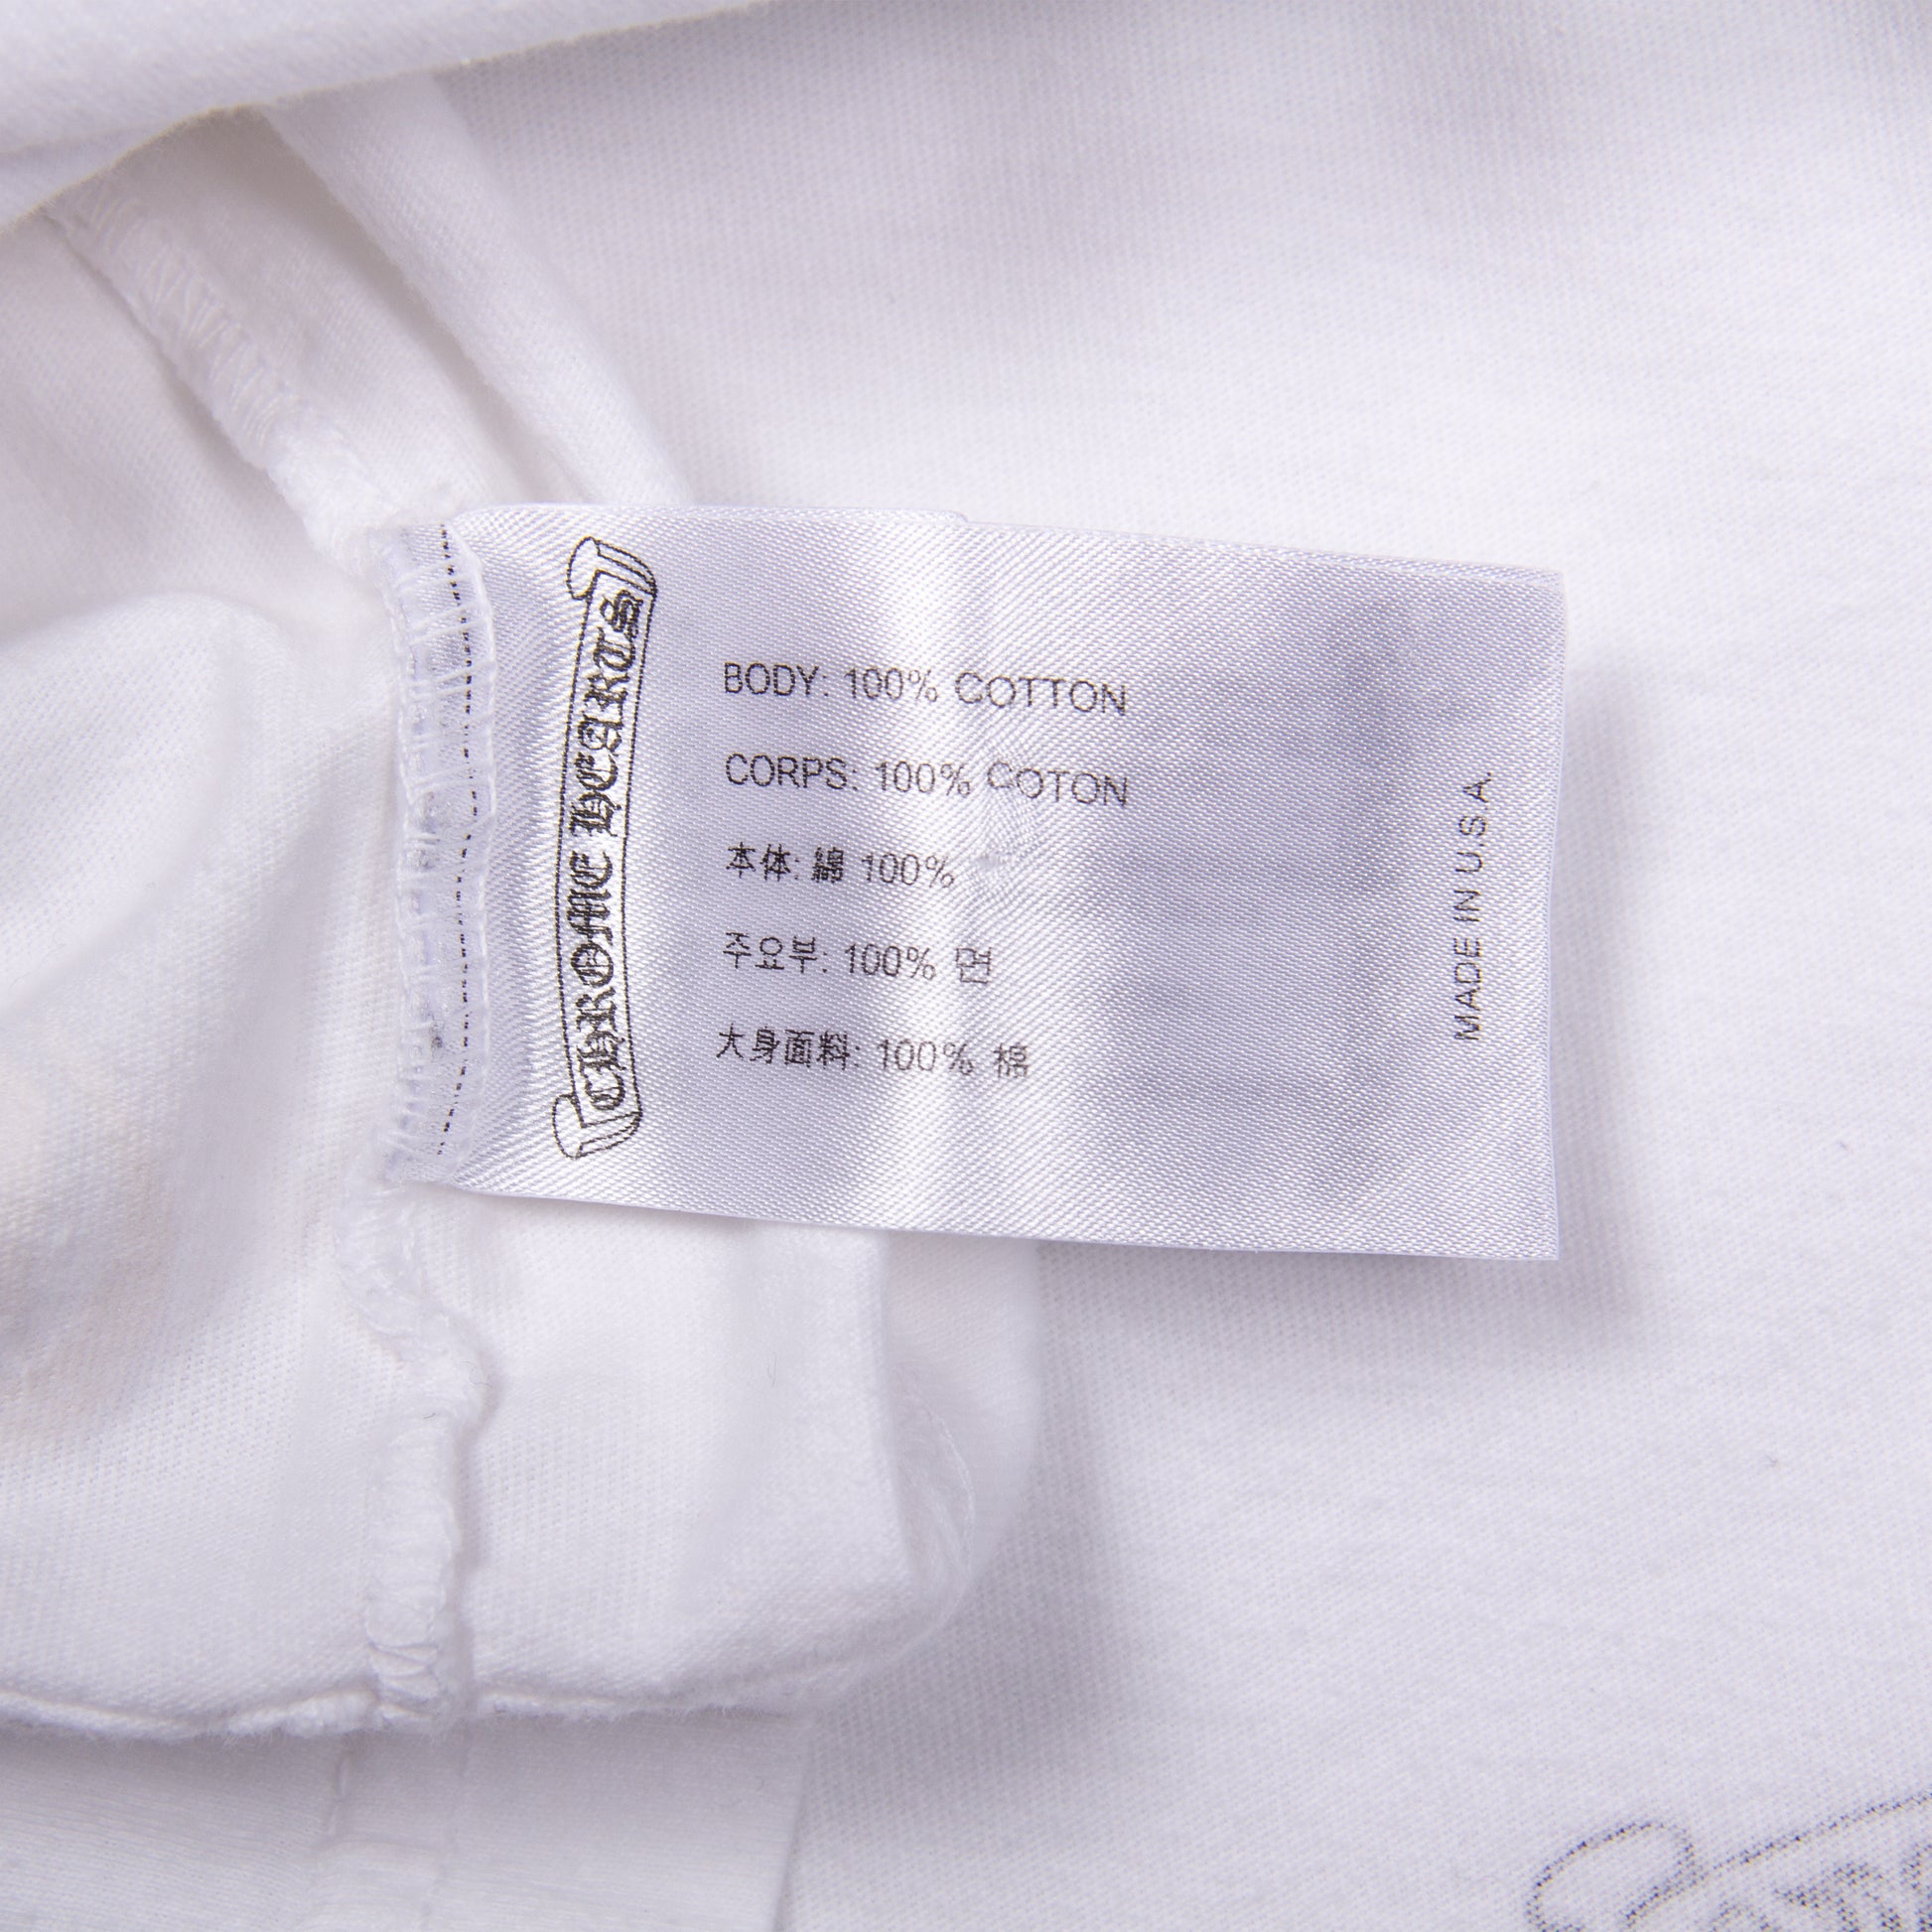 CHROME HEARTS
BODY: 100% COTTON
CORPS: 100% COTON
本体: 綿 100%
주요부: 100% 면
大身面料: 100% 棉
MADE IN U.S.A.